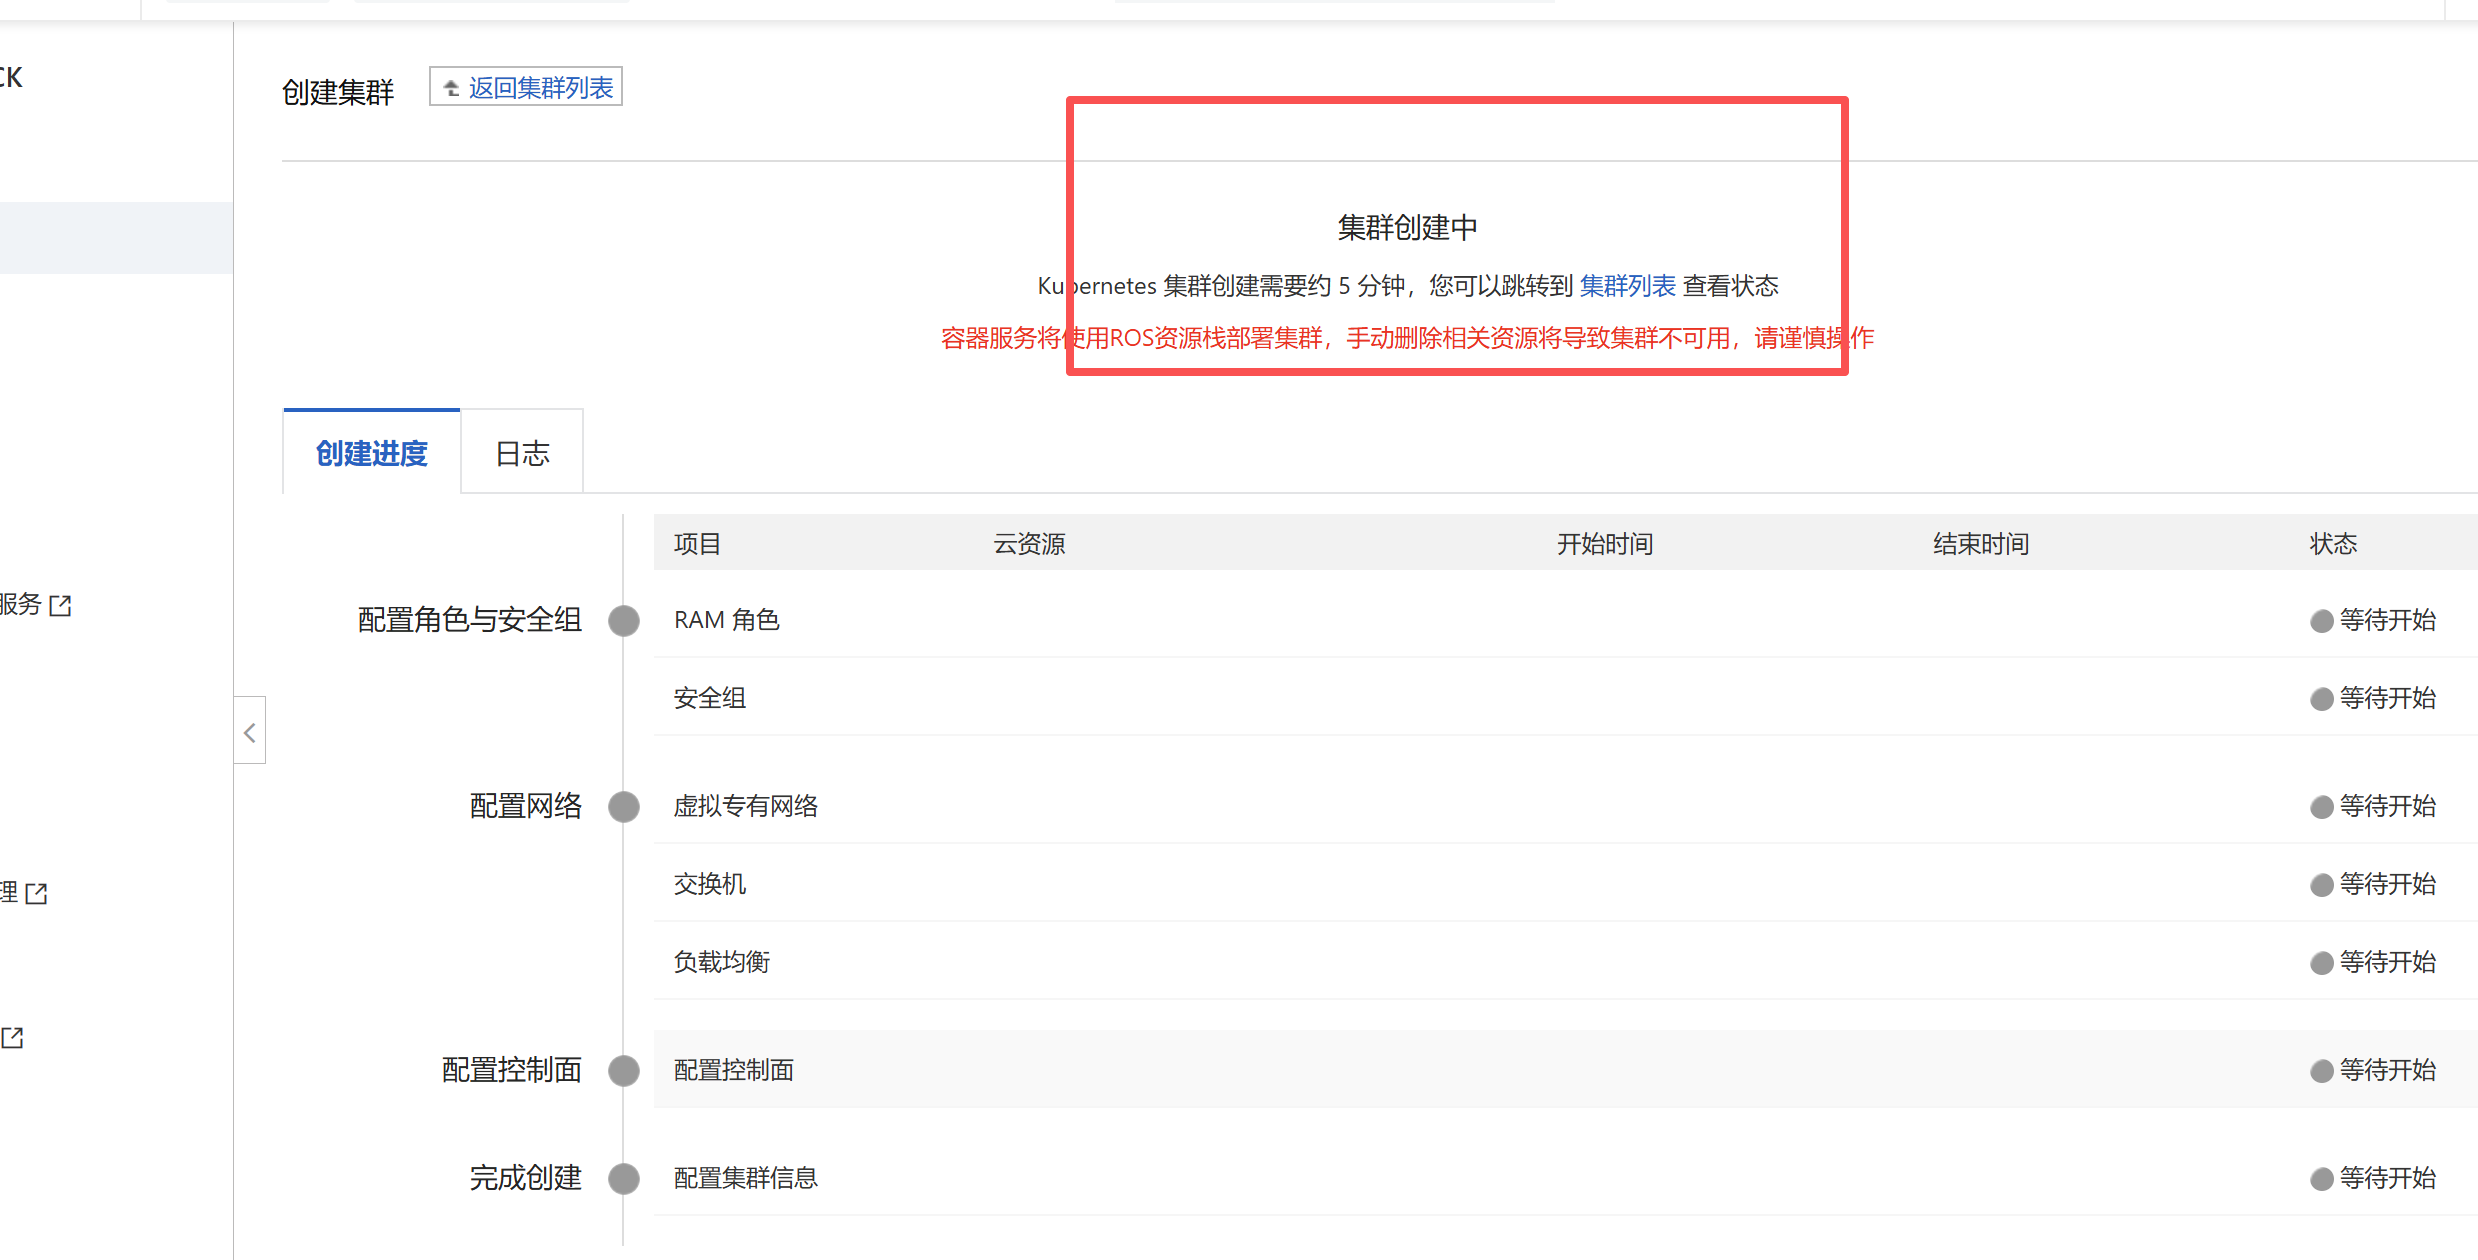 CK
创建集群
返回集群列表
集群创建中
Kubernetes 集群创建需要约 5 分钟，您可以跳转到 集群列表 查看状态
容器服务将使用ROS资源栈部署集群，手动删除相关资源将导致集群不可用，请谨慎操作
创建进度 日志
项目 云资源 开始时间 结束时间 状态
配置角色与安全组 RAM 角色 等待开始
服务
安全组 等待开始
配置网络 虚拟专有网络 等待开始
交换机 等待开始
理
负载均衡 等待开始
配置控制面 配置控制面 等待开始
完成创建 配置集群信息 等待开始